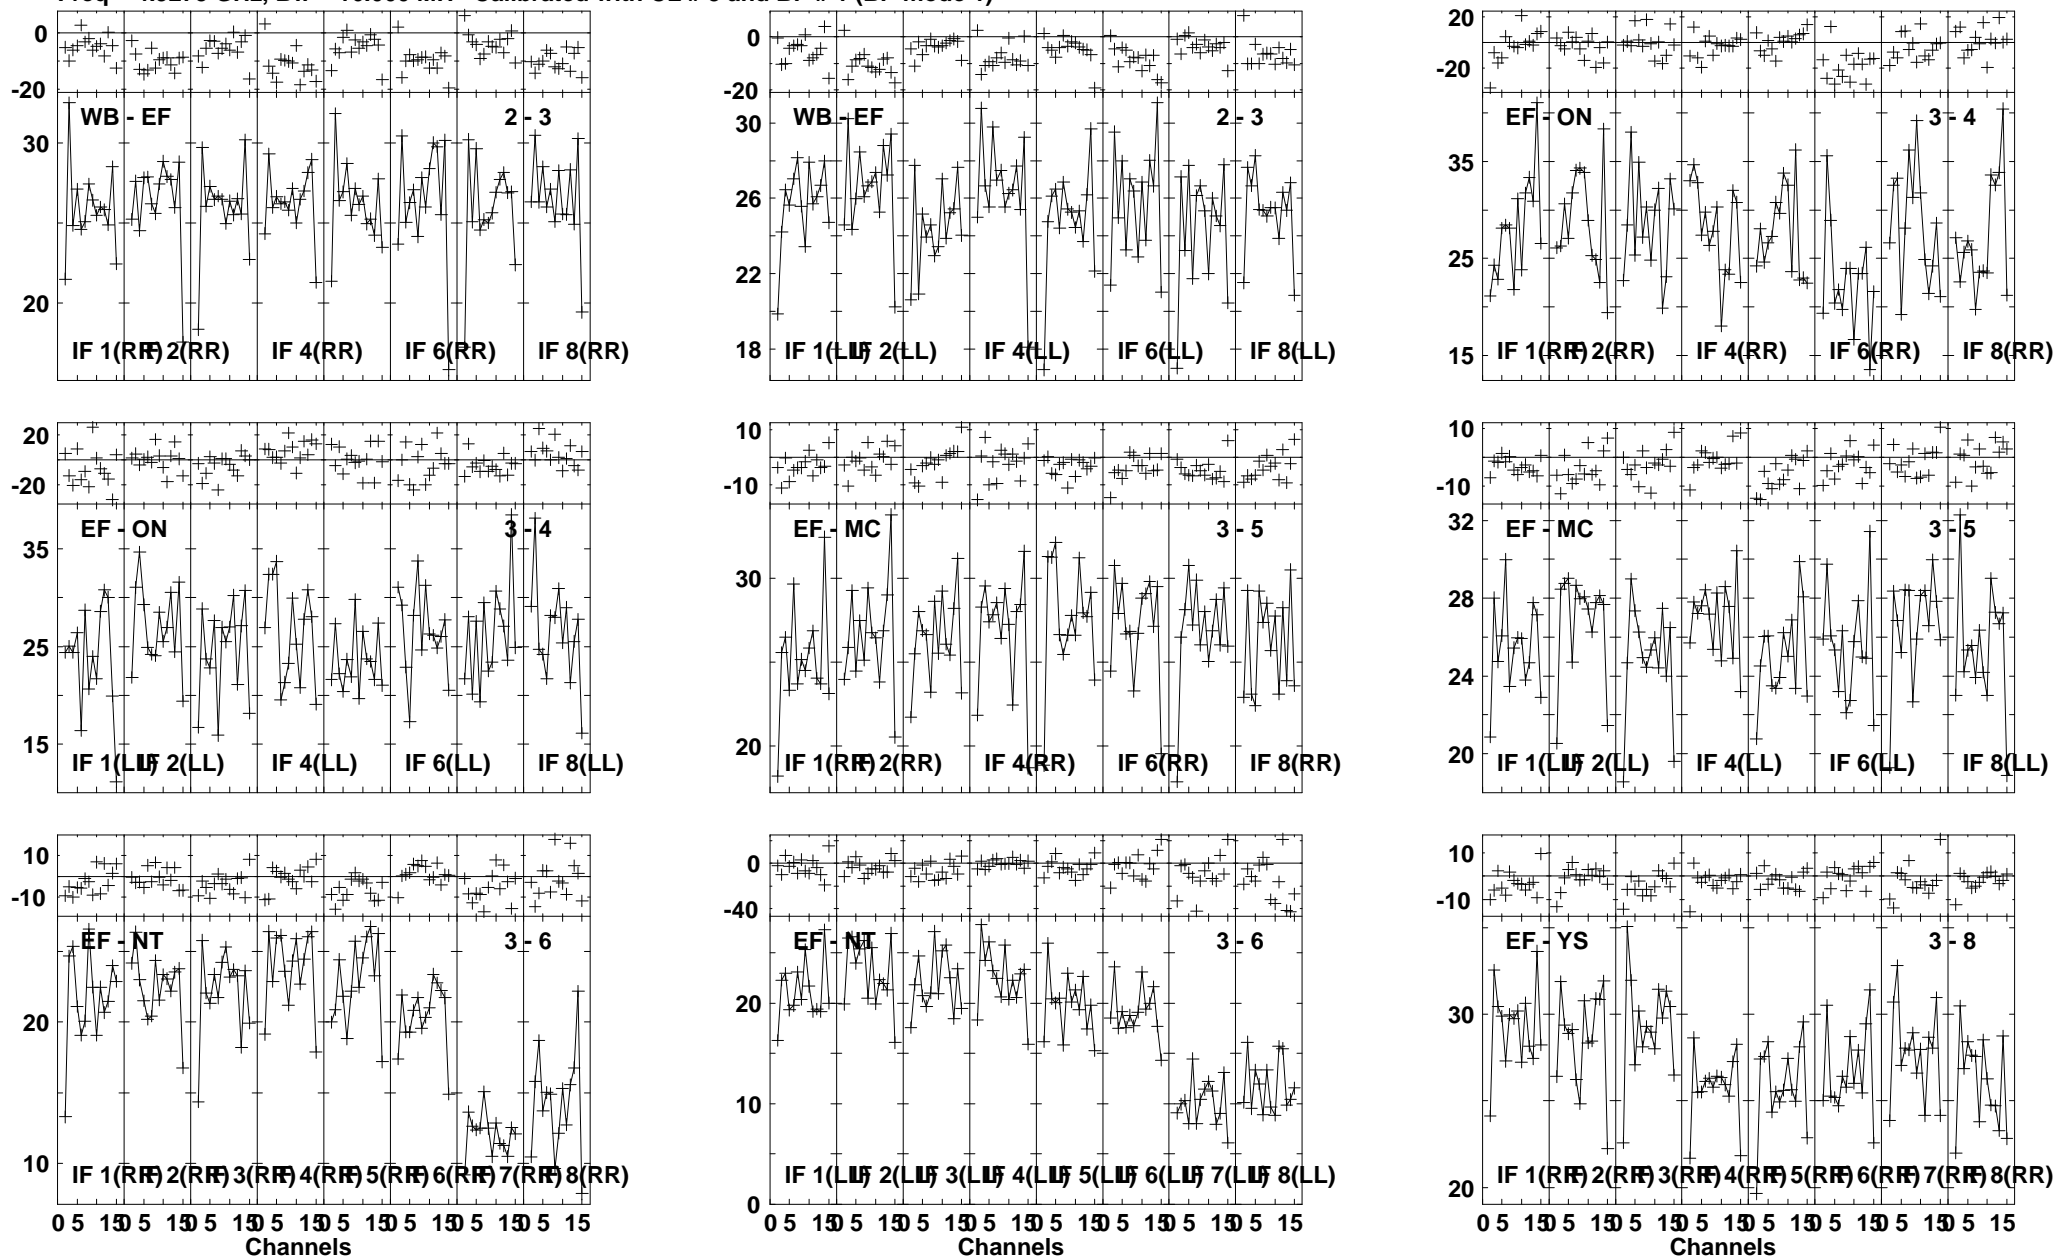 0
-20
WB - EF 2 - 3
30
20
IF 1(RR) IF 2(RR) IF 4(RR) IF 6(RR) IF 8(RR)
0
-20
WB - EF 2 - 3
30
26
22
18
IF 1(LL) IF 2(LL) IF 4(LL) IF 6(LL) IF 8(LL)
20
-20
EF - ON 3 - 4
35
25
15
IF 1(RR) IF 2(RR) IF 4(RR) IF 6(RR) IF 8(RR)
20
-20
EF - ON 3 - 4
35
25
15
IF 1(LL) IF 2(LL) IF 4(LL) IF 6(LL) IF 8(LL)
10
-10
EF - MC 3 - 5
30
20
IF 1(RR) IF 2(RR) IF 4(RR) IF 6(RR) IF 8(RR)
10
-10
EF - MC 3 - 5
32
28
24
20
IF 1(LL) IF 2(LL) IF 4(LL) IF 6(LL) IF 8(LL)
10
-10
EF - NT 3 - 6
20
10
IF 1(RR) IF 2(RR) IF 3(RR) IF 4(RR) IF 5(RR) IF 6(RR) IF 7(RR) IF 8(RR)
0 5 15 0 5 15 0 5 15 0 5 15 0 5 15 0 5 15 0 5 15 0 5 15
Channels
0
-40
EF - NT 3 - 6
20
10
0
IF 1(LL) IF 2(LL) IF 3(LL) IF 4(LL) IF 5(LL) IF 6(LL) IF 7(LL) IF 8(LL)
0 5 15 0 5 15 0 5 15 0 5 15 0 5 15 0 5 15 0 5 15 0 5 15
Channels
10
-10
EF - YS 3 - 8
30
20
IF 1(RR) IF 2(RR) IF 3(RR) IF 4(RR) IF 5(RR) IF 6(RR) IF 7(RR) IF 8(RR)
0 5 15 0 5 15 0 5 15 0 5 15 0 5 15 0 5 15 0 5 15 0 5 15
Channels